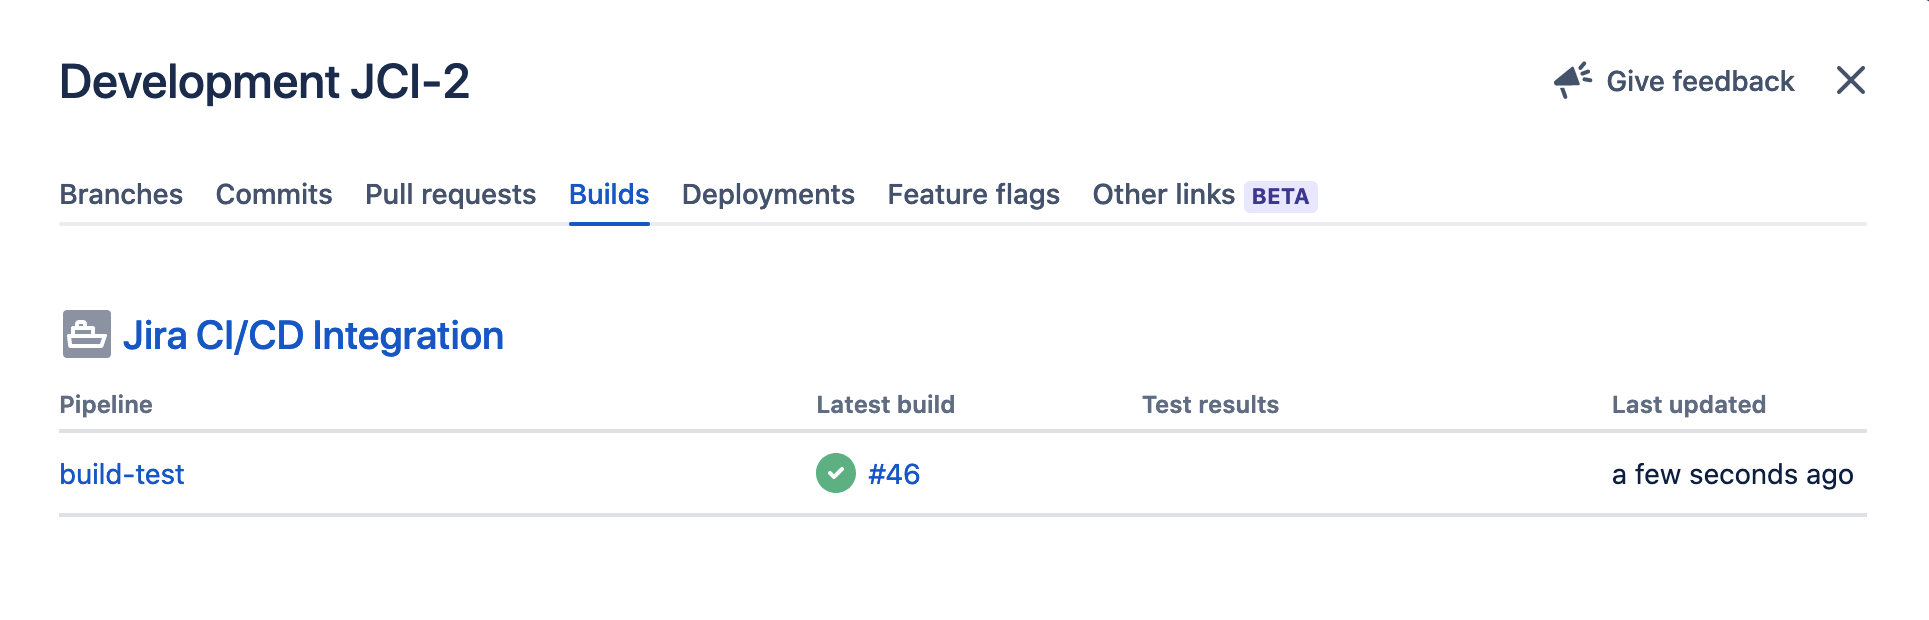 Development JCI-2
Give feedback
Branches Commits Pull requests Builds Deployments Feature flags Other links BETA
Jira CI/CD Integration
Pipeline Latest build Test results Last updated
build-test #46 a few seconds ago